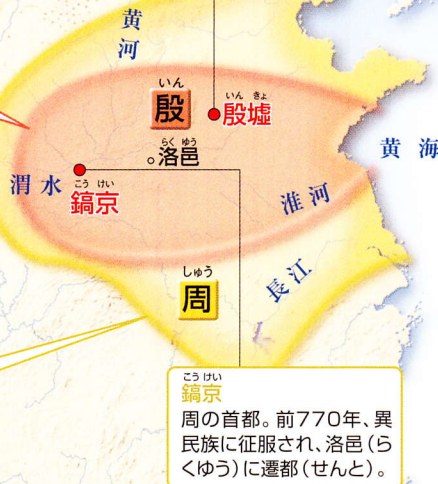 黄河
いん
殷
いんきょ
殷墟
らくゆう
洛邑
黄海
渭水
こうけい
鎬京
淮河
しゅう
周
長江
こうけい
鎬京
周の首都。前770年、異
民族に征服され、洛邑(ら
くゆう)に遷都(せんと)。